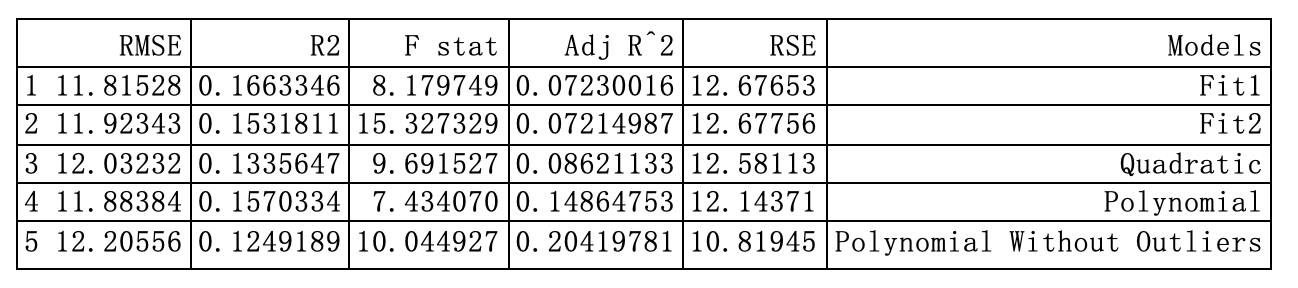 RMSE R2 F stat Adj R^2 RSE Models
1 11.81528 0.1663346 8.179749 0.07230016 12.67653 Fit1
2 11.92343 0.1531811 15.327329 0.07214987 12.67756 Fit2
3 12.03232 0.1335647 9.691527 0.08621133 12.58113 Quadratic
4 11.88384 0.1570334 7.434070 0.14864753 12.14371 Polynomial
5 12.20556 0.1249189 10.044927 0.20419781 10.81945 Polynomial Without Outliers